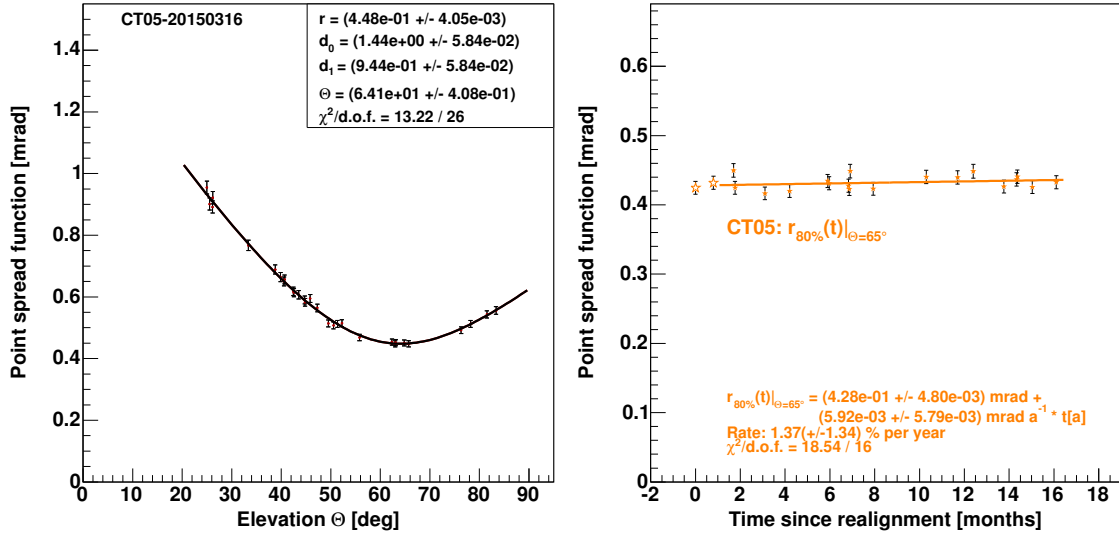 CT05-20150316
r = (4.48e-01 +/- 4.05e-03)
d₀ = (1.44e+00 +/- 5.84e-02)
d₁ = (9.44e-01 +/- 5.84e-02)
Θ = (6.41e+01 +/- 4.08e-01)
χ²/d.o.f. = 13.22 / 26
Point spread function [mrad]
1.4
1.2
1
0.8
0.6
0.4
0.2
0
0 10 20 30 40 50 60 70 80 90
Elevation Θ [deg]
Point spread function [mrad]
0.6
0.5
0.4
0.3
0.2
0.1
0
CT05: r80%(t)|Θ=65°
r80%(t)|Θ=65° = (4.28e-01 +/- 4.80e-03) mrad +
(5.92e-03 +/- 5.79e-03) mrad a⁻¹ * t[a]
Rate: 1.37(+/-1.34) % per year
χ²/d.o.f. = 18.54 / 16
-2 0 2 4 6 8 10 12 14 16 18
Time since realignment [months]